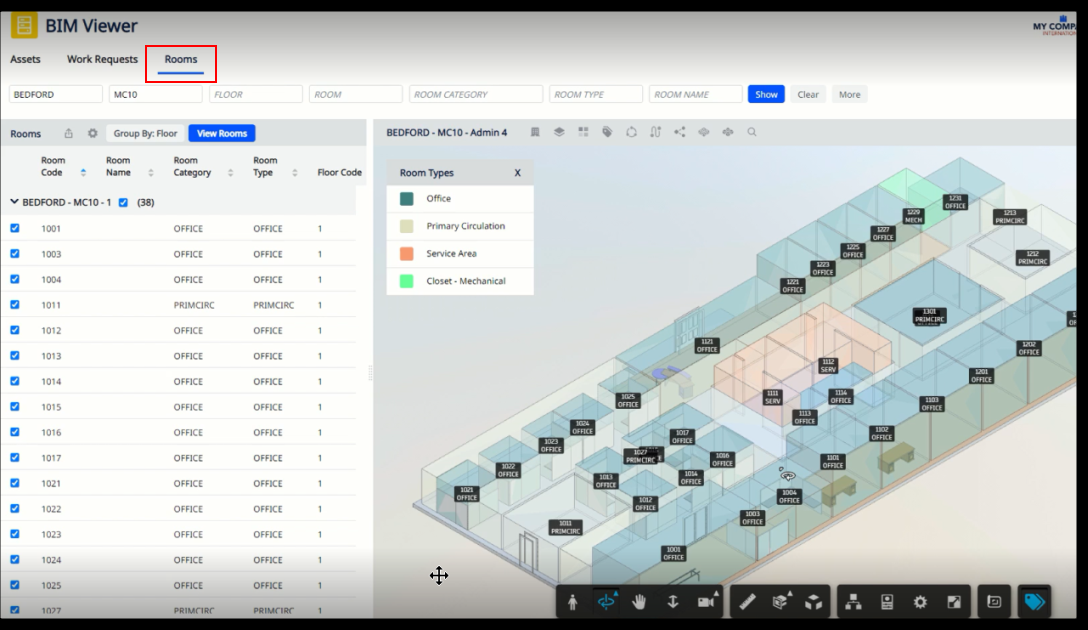 BIM Viewer
MY COMP
INTERNATION
Assets Work Requests Rooms
BEDFORD MC10 FLOOR ROOM ROOM CATEGORY ROOM TYPE ROOM NAME Show Clear More
Rooms Group By: Floor View Rooms
Room Code Room Name Room Category Room Type Floor Code
BEDFORD - MC10 - 1 (38)
1001 OFFICE OFFICE 1
1003 OFFICE OFFICE 1
1004 OFFICE OFFICE 1
1011 PRIMCIRC PRIMCIRC 1
1012 OFFICE OFFICE 1
1013 OFFICE OFFICE 1
1014 OFFICE OFFICE 1
1015 OFFICE OFFICE 1
1016 OFFICE OFFICE 1
1017 OFFICE OFFICE 1
1021 OFFICE OFFICE 1
1022 OFFICE OFFICE 1
1023 OFFICE OFFICE 1
1024 OFFICE OFFICE 1
1025 OFFICE OFFICE 1
1027 PRIMCIRC PRIMCIRC 1
BEDFORD - MC10 - Admin 4
Room Types X
Office
Primary Circulation
Service Area
Closet - Mechanical
1231
OFFICE
1229
MECH
1213
PRIMCIRC
1227
OFFICE
1225
OFFICE
1212
PRIMCIRC
1223
OFFICE
1221
OFFICE
1301
PRIMCIRC
1121
OFFICE
1202
OFFICE
1112
SERV
1201
OFFICE
1111
SERV
1114
OFFICE
1025
OFFICE
1103
OFFICE
1113
OFFICE
1024
OFFICE
1102
OFFICE
1017
OFFICE
1023
OFFICE
1027
PRIMCIRC
1016
OFFICE
1101
OFFICE
1022
OFFICE
1014
OFFICE
1013
OFFICE
1021
OFFICE
1004
OFFICE
1012
OFFICE
1003
OFFICE
1011
PRIMCIRC
1001
OFFICE